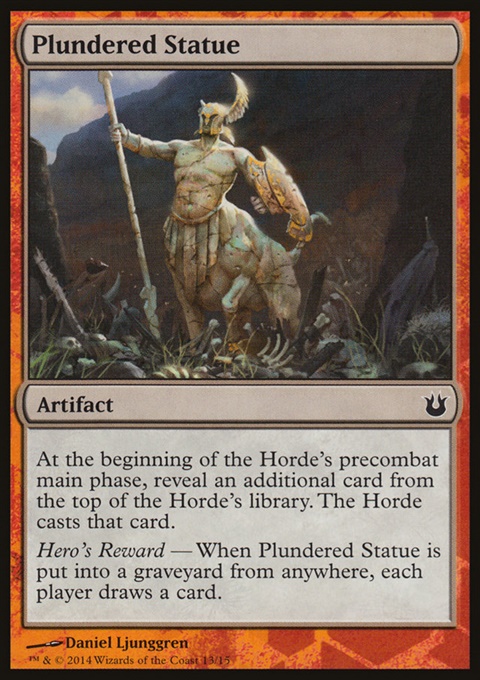 Plundered Statue
Artifact
At the beginning of the Horde's precombat
main phase, reveal an additional card from
the top of the Horde's library. The Horde
casts that card.
Hero's Reward — When Plundered Statue is
put into a graveyard from anywhere, each
player draws a card.
Daniel Ljunggren
™ & © 2014 Wizards of the Coast 13/15